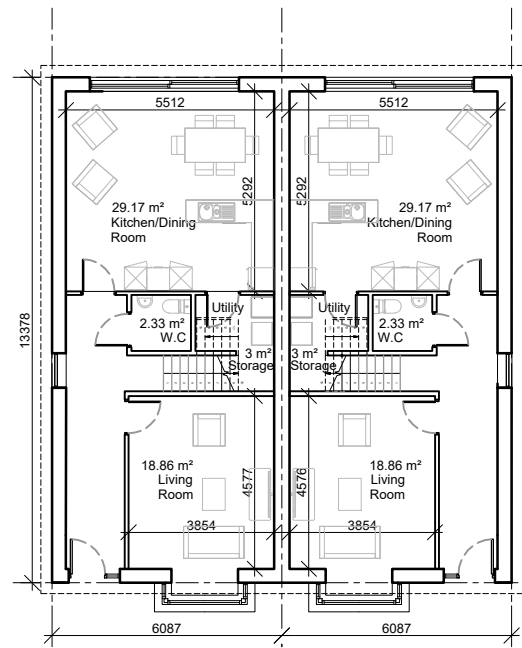 5512
5512
5292
5292
29.17 m²
Kitchen/Dining
Room
29.17 m²
Kitchen/Dining
Room
13378
Utility
Utility
2.33 m²
W.C
2.33 m²
W.C
3 m²
Storage
3 m²
Storage
18.86 m²
Living
Room
18.86 m²
Living
Room
4577
4576
3854
3854
6087
6087